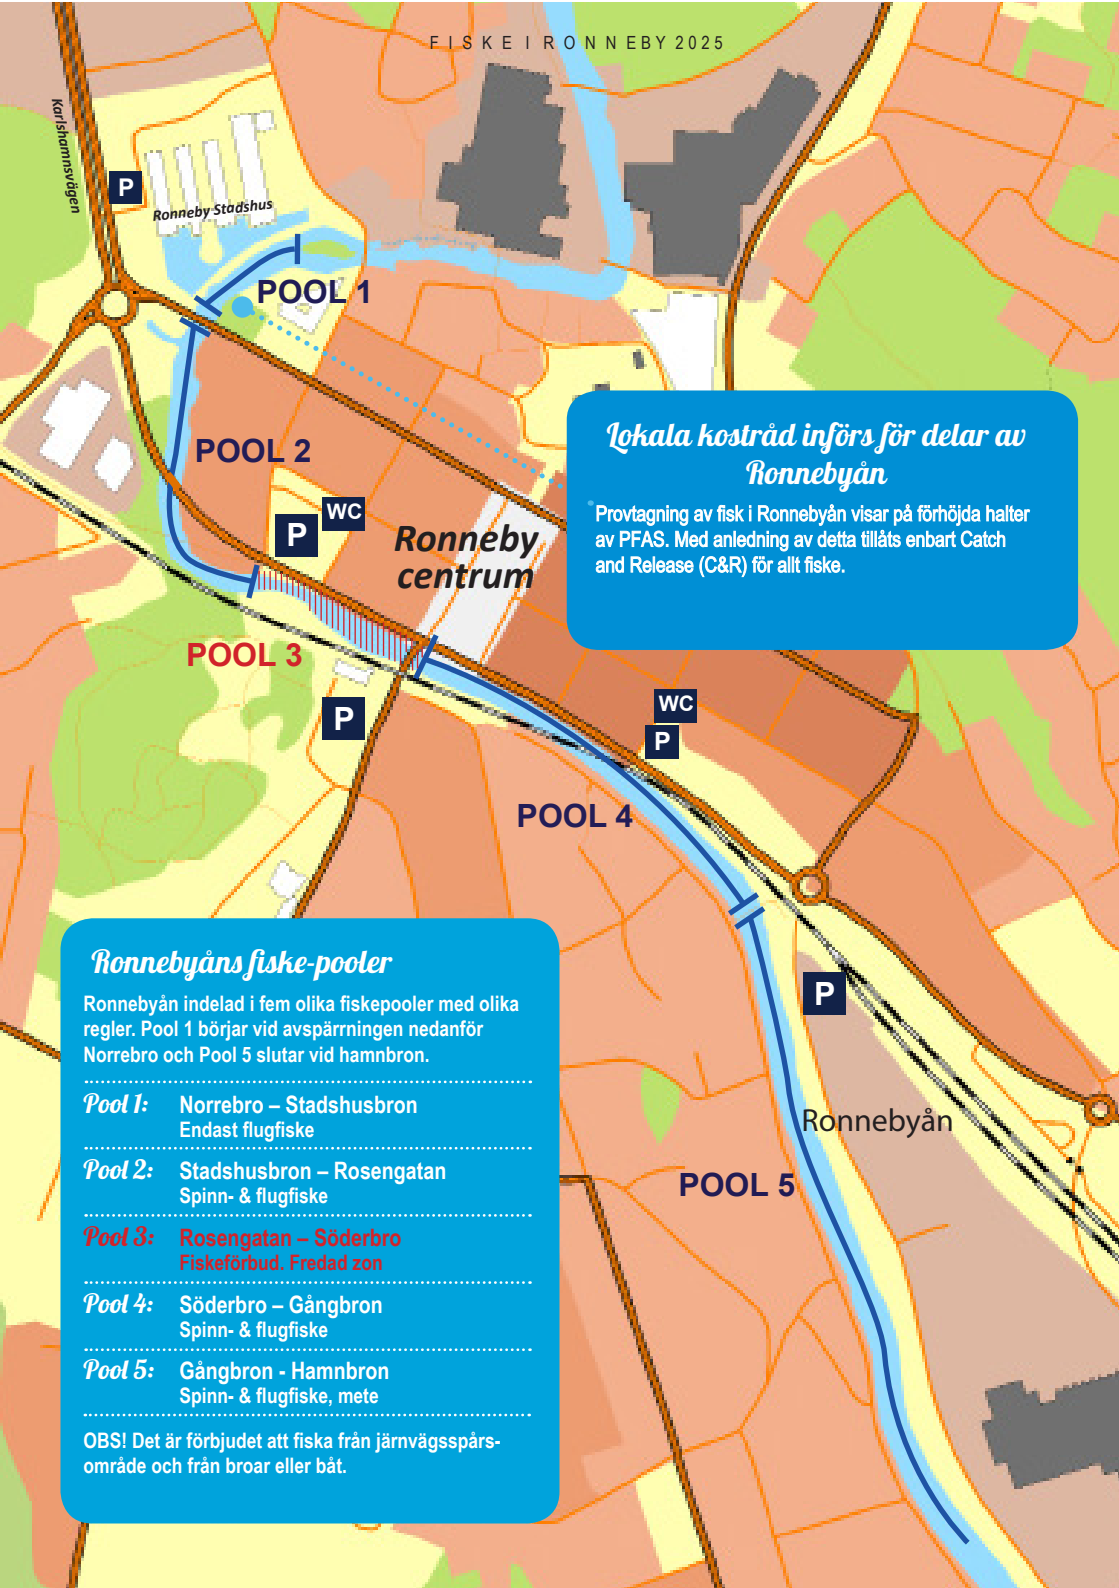 FISKE I RONNEBY 2025
Karlshamnsvägen
P
Ronneby Stadshus
POOL 1
POOL 2
WC
P
Ronneby
centrum
Lokala kostråd införs för delar av
Ronnebyån
Provtagning av fisk i Ronnebyån visar på förhöjda halter
av PFAS. Med anledning av detta tillåts enbart Catch
and Release (C&R) för allt fiske.
POOL 3
P
WC
P
POOL 4
P
Ronnebyån
POOL 5
Ronnebyåns fiske-pooler
Ronnebyån indelad i fem olika fiskepooler med olika
regler. Pool 1 börjar vid avspärrningen nedanför
Norrebro och Pool 5 slutar vid hamnbron.
Pool 1: Norrebro – Stadshusbron
Endast flugfiske
Pool 2: Stadshusbron – Rosengatan
Spinn- & flugfiske
Pool 3: Rosengatan – Söderbro
Fiskeförbud. Fredad zon
Pool 4: Söderbro – Gångbron
Spinn- & flugfiske
Pool 5: Gångbron - Hamnbron
Spinn- & flugfiske, mete
OBS! Det är förbjudet att fiska från järnvägsspårs-
område och från broar eller båt.